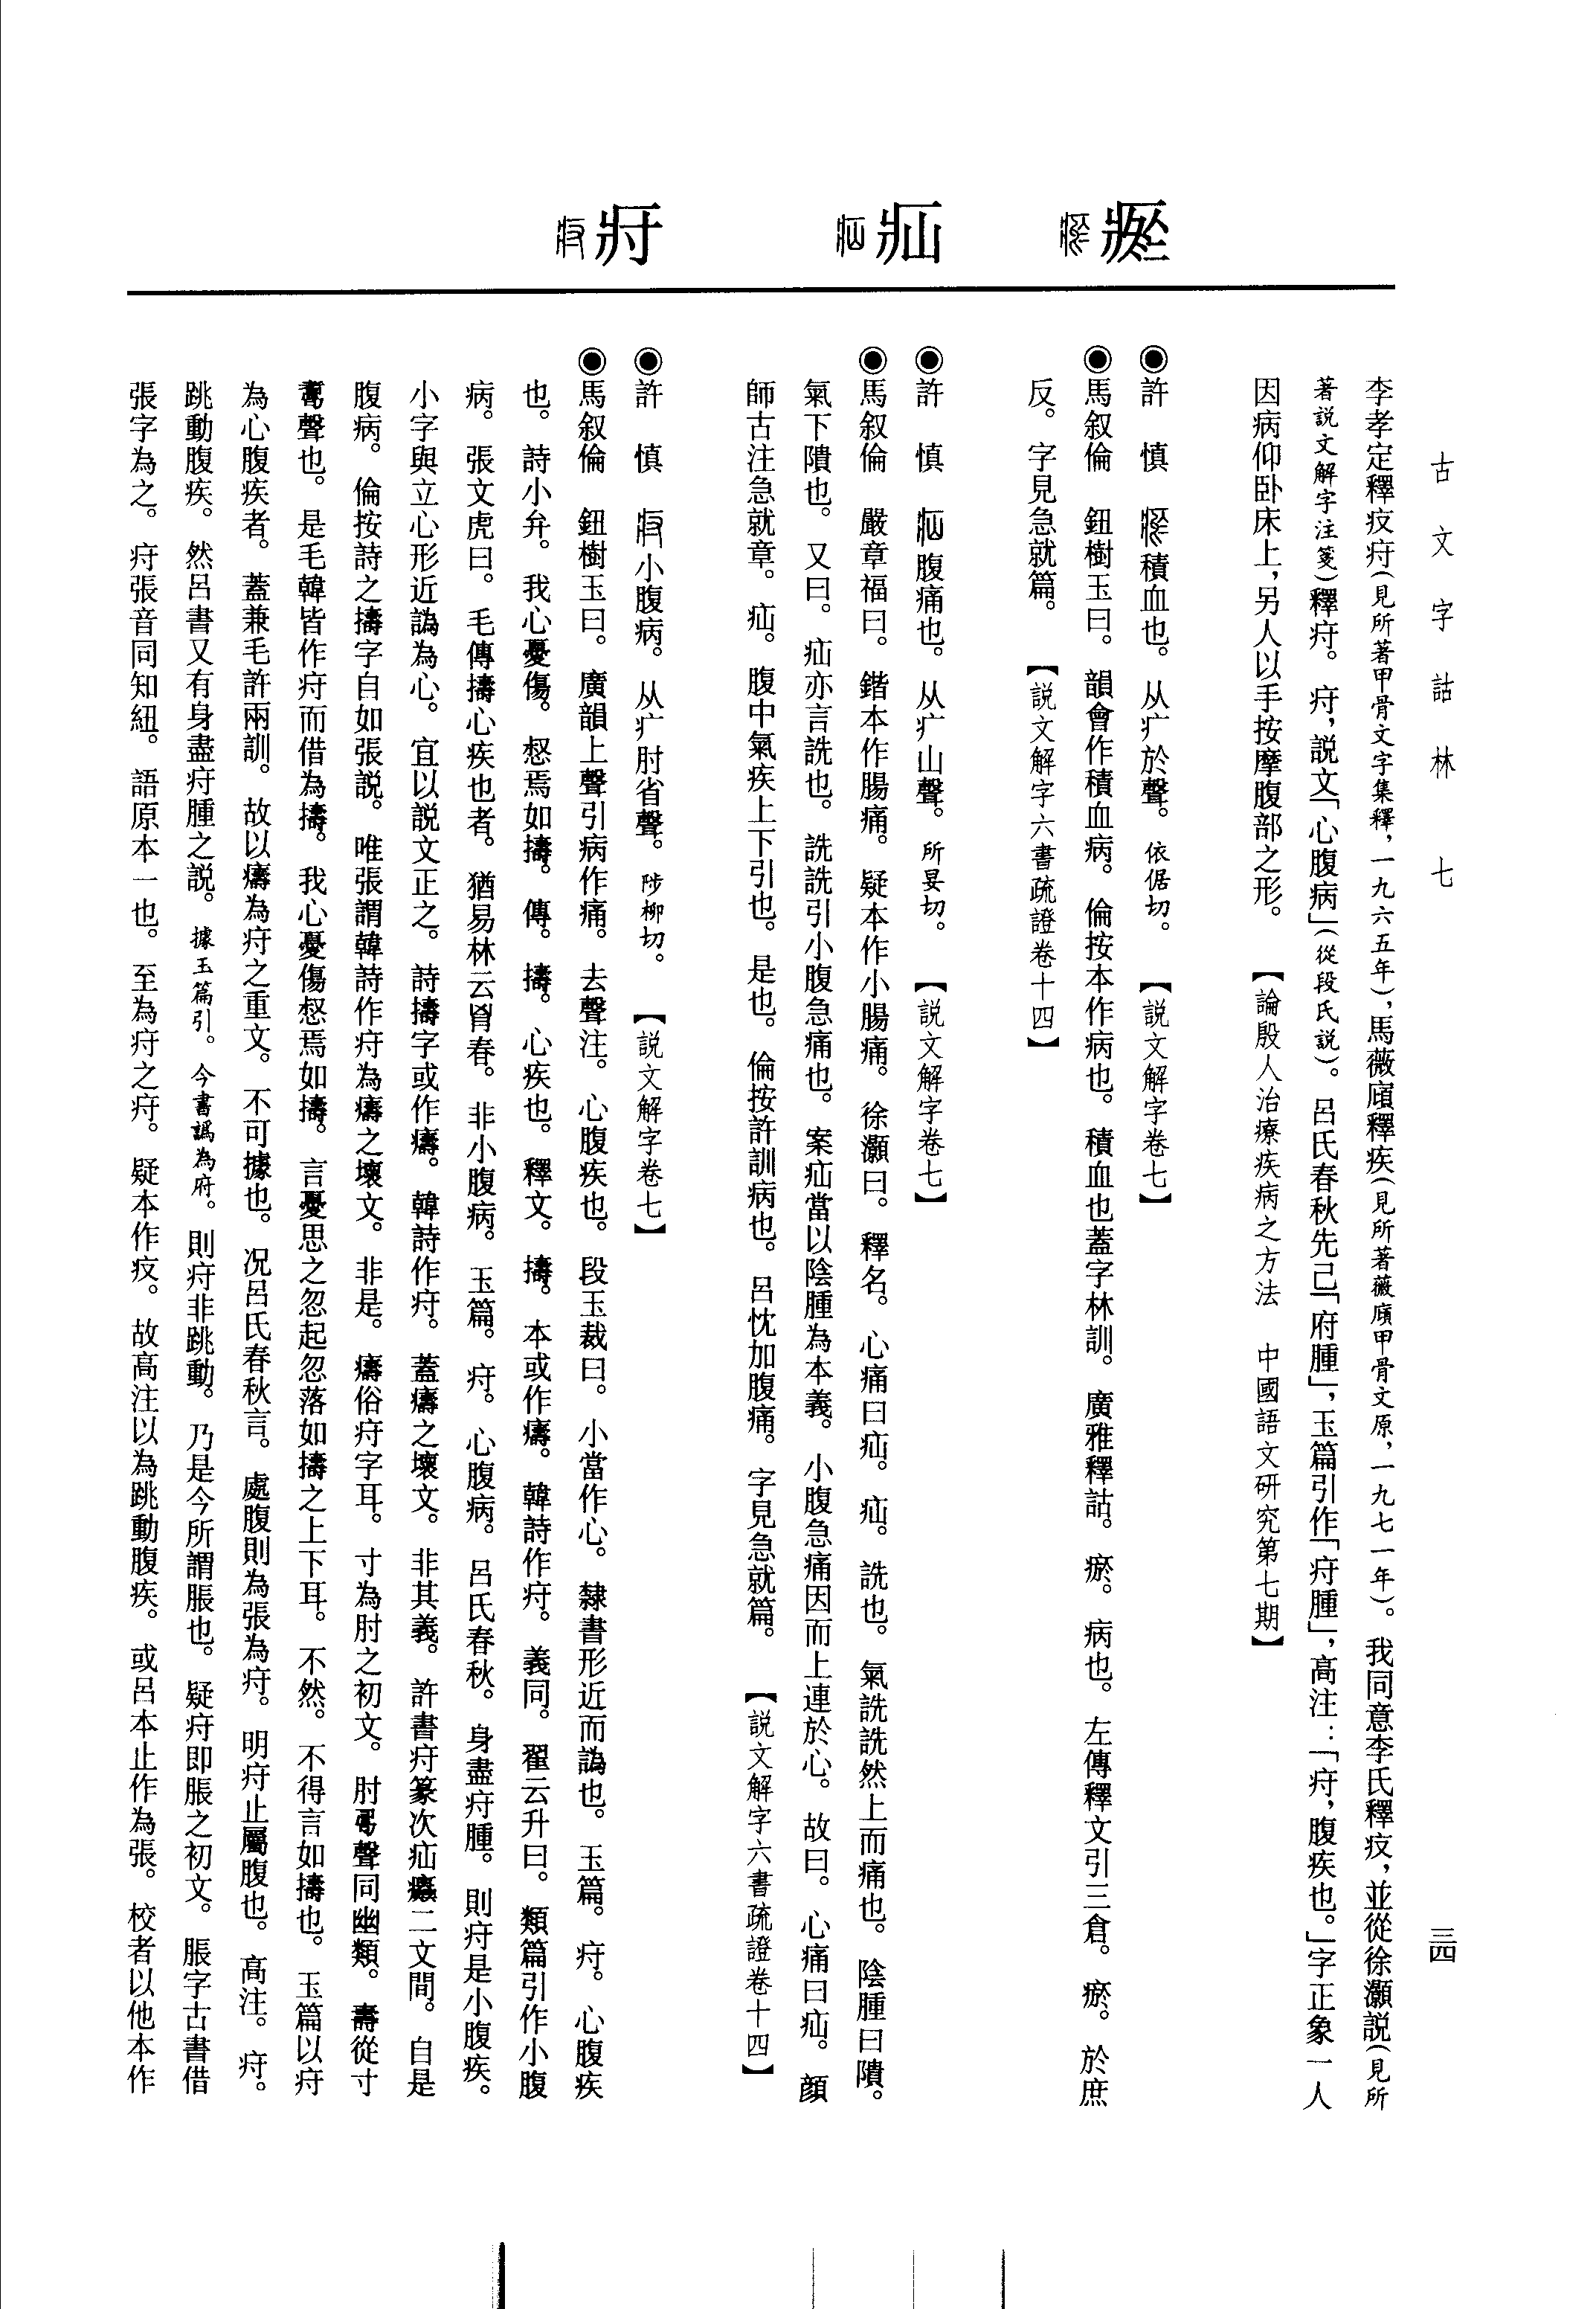 古文字詁林 七
三四
瘀
疝
疛
李孝定釋疫疛(見所著甲骨文字集釋,一九六五年),馬薇庼釋疾(見所著薇廎甲骨文原,一九七一年)。我同意李氏釋疫,並從徐灝説(見所
著説文解字注箋)釋疛。疛,説文「心腹病」(從段氏説)。呂氏春秋先己「府腫」,玉篇引作「疛腫」,高注:「疛,腹疾也。」字正象一人
因病仰卧床上,另人以手按摩腹部之形。 【論殷人治療疾病之方法 中國語文研究第七期】
◉許 慎 積血也。从疒於聲。依倨切。 【説文解字卷七】
◉馬叙倫 鈕樹玉曰。韻會作積血病。倫按本作病也。積血也蓋字林訓。廣雅釋詁。瘀。病也。左傳釋文引三倉。瘀。於庶
反。字見急就篇。 【説文解字六書疏證卷十四】
◉許 慎 腹痛也。从疒山聲。所晏切。 【説文解字卷七】
◉馬叙倫 嚴章福曰。鍇本作腸痛。疑本作小腸痛。徐灝曰。釋名。心痛曰疝。疝。詵也。氣詵詵然上而痛也。陰腫曰隤。
氣下隤也。又曰。疝亦言詵也。詵詵引小腹急痛也。案疝當以陰腫為本義。小腹急痛因而上連於心。故曰。心痛曰疝。顔
師古注急就章。疝。腹中氣疾上下引也。是也。倫按許訓病也。呂忱加腹痛。字見急就篇。 【説文解字六書疏證卷十四】
◉許 慎 小腹病。从疒肘省聲。陟柳切。 【説文解字卷七】
◉馬叙倫 鈕樹玉曰。廣韻上聲引病作痛。去聲注。心腹疾也。段玉裁曰。小當作心。隸書形近而譌也。玉篇。疛。心腹疾
也。詩小弁。我心憂傷。惄焉如擣。傳。擣。心疾也。釋文。擣。本或作𤹷。韓詩作疛。義同。翟云升曰。類篇引作小腹
病。張文虎曰。毛傳擣心疾也者。猶易林云胷春。非小腹病。玉篇。疛。心腹病。呂氏春秋。身盡疛腫。則疛是小腹疾。
小字與立心形近譌為心。宜以説文正之。詩擣字或作𤹷。韓詩作疛。蓋𤹷之壞文。非其義。許書疛篆次疝癳二文間。自是
腹病。倫按詩之擣字自如張説。唯張謂韓詩作疛為𤹷之壞文。非是。𤹷俗疛字耳。寸為肘之初文。肘聲同幽類。壽從寸
聲也。是毛韓皆作疛而借為擣。我心憂傷惄焉如擣。言憂思之忽起忽落如擣之上下耳。不然。不得言如擣也。玉篇以疛
為心腹疾者。蓋兼毛許兩訓。故以𤹷為疛之重文。不可據也。况呂氏春秋言。處腹則為張為疛。明疛止屬腹也。高注。疛。
跳動腹疾。然呂書又有身盡疛腫之説。據玉篇引。今書譌為府。則疛非跳動。乃是今所謂脹也。疑疛即脹之初文。脹字古書借
張字為之。疛張音同知紐。語原本一也。至為疛之疛。疑本作疫。故高注以為跳動腹疾。或呂本止作為張。校者以他本作